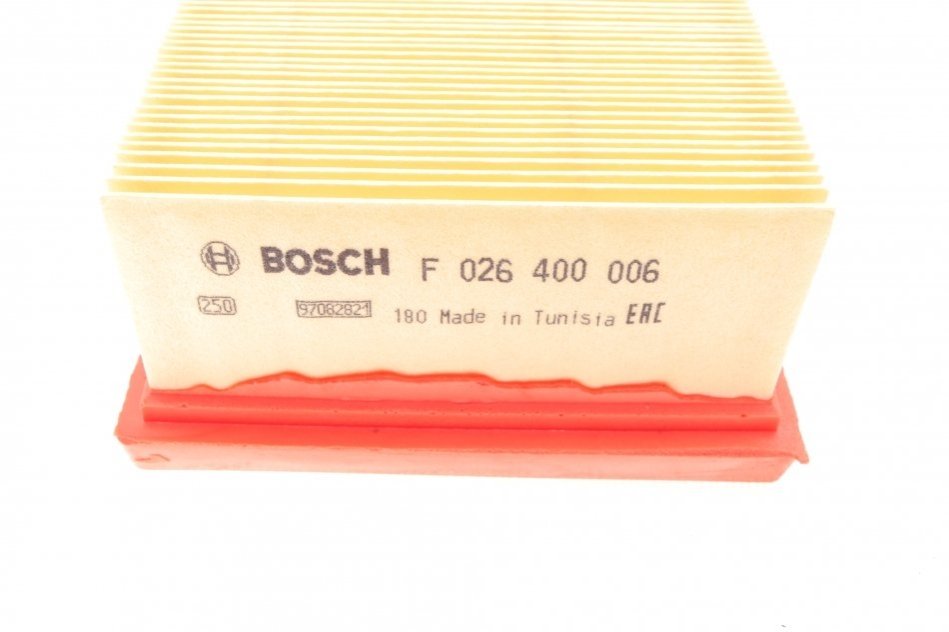 BOSCH F 026 400 006
250 97082821 180 Made in Tunisia EAC